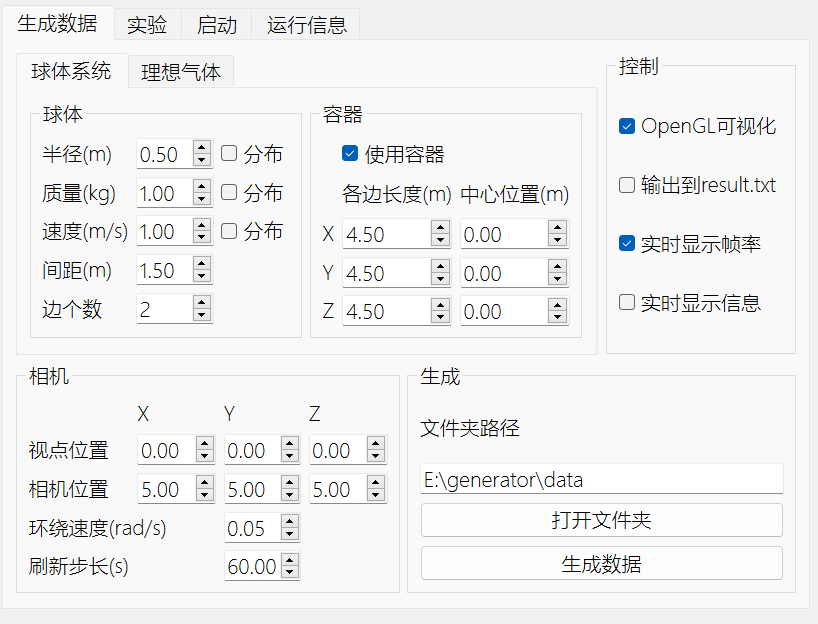 生成数据 实验 启动 运行信息
球体系统 理想气体
球体
半径(m) 0.50 分布
质量(kg) 1.00 分布
速度(m/s) 1.00 分布
间距(m) 1.50
边个数 2
容器
使用容器
各边长度(m) 中心位置(m)
X 4.50 0.00
Y 4.50 0.00
Z 4.50 0.00
控制
OpenGL可视化
输出到result.txt
实时显示帧率
实时显示信息
相机
X Y Z
视点位置 0.00 0.00 0.00
相机位置 5.00 5.00 5.00
环绕速度(rad/s) 0.05
刷新步长(s) 60.00
生成
文件夹路径
E:\generator\data
打开文件夹
生成数据